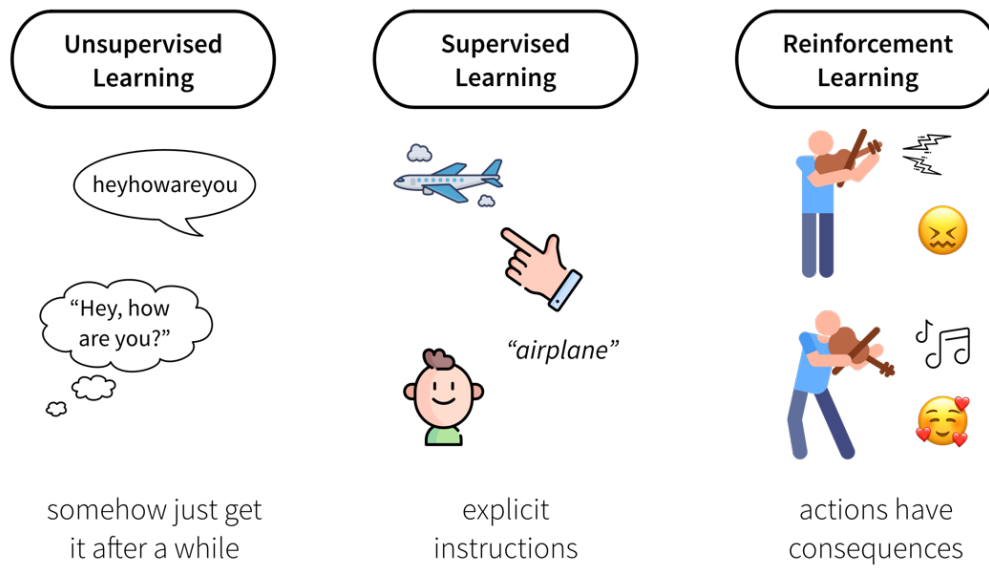 Unsupervised
Learning
heyhowareyou
“Hey, how
are you?”
somehow just get
it after a while
Supervised
Learning
“airplane”
explicit
instructions
Reinforcement
Learning
actions have
consequences